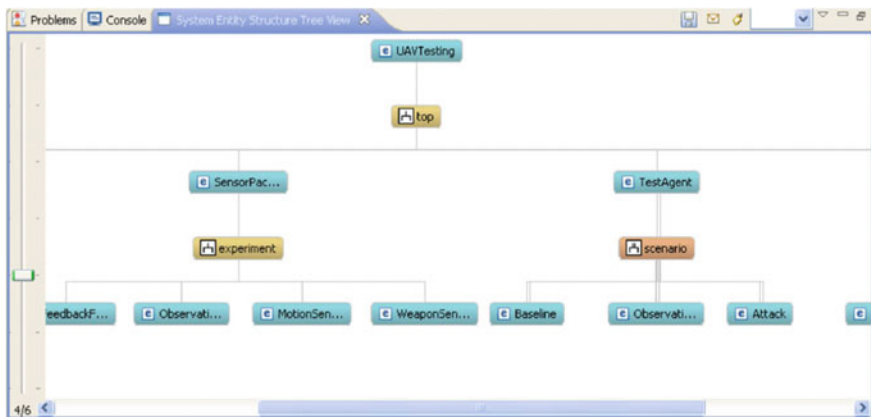 Problems Console System Entity Structure Tree View
e UAVTesting
top
e SensorPac... e TestAgent
experiment scenario
eedbackF... e Observati... e MotionSen... e WeaponSen... e Baseline e Observati... e Attack e
4/6